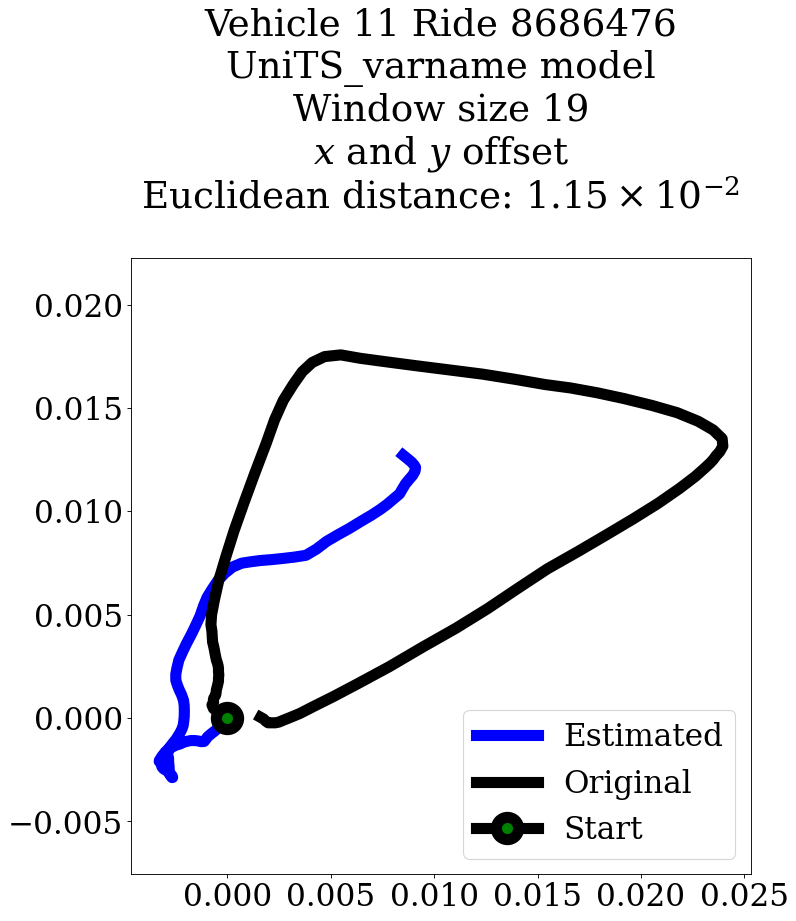 Vehicle 11 Ride 8686476
UniTS_varname model
Window size 19
x and y offset
Euclidean distance: 1.15 × 10⁻²
0.020
0.015
0.010
0.005
0.000
−0.005
0.000 0.005 0.010 0.015 0.020 0.025
Estimated
Original
Start